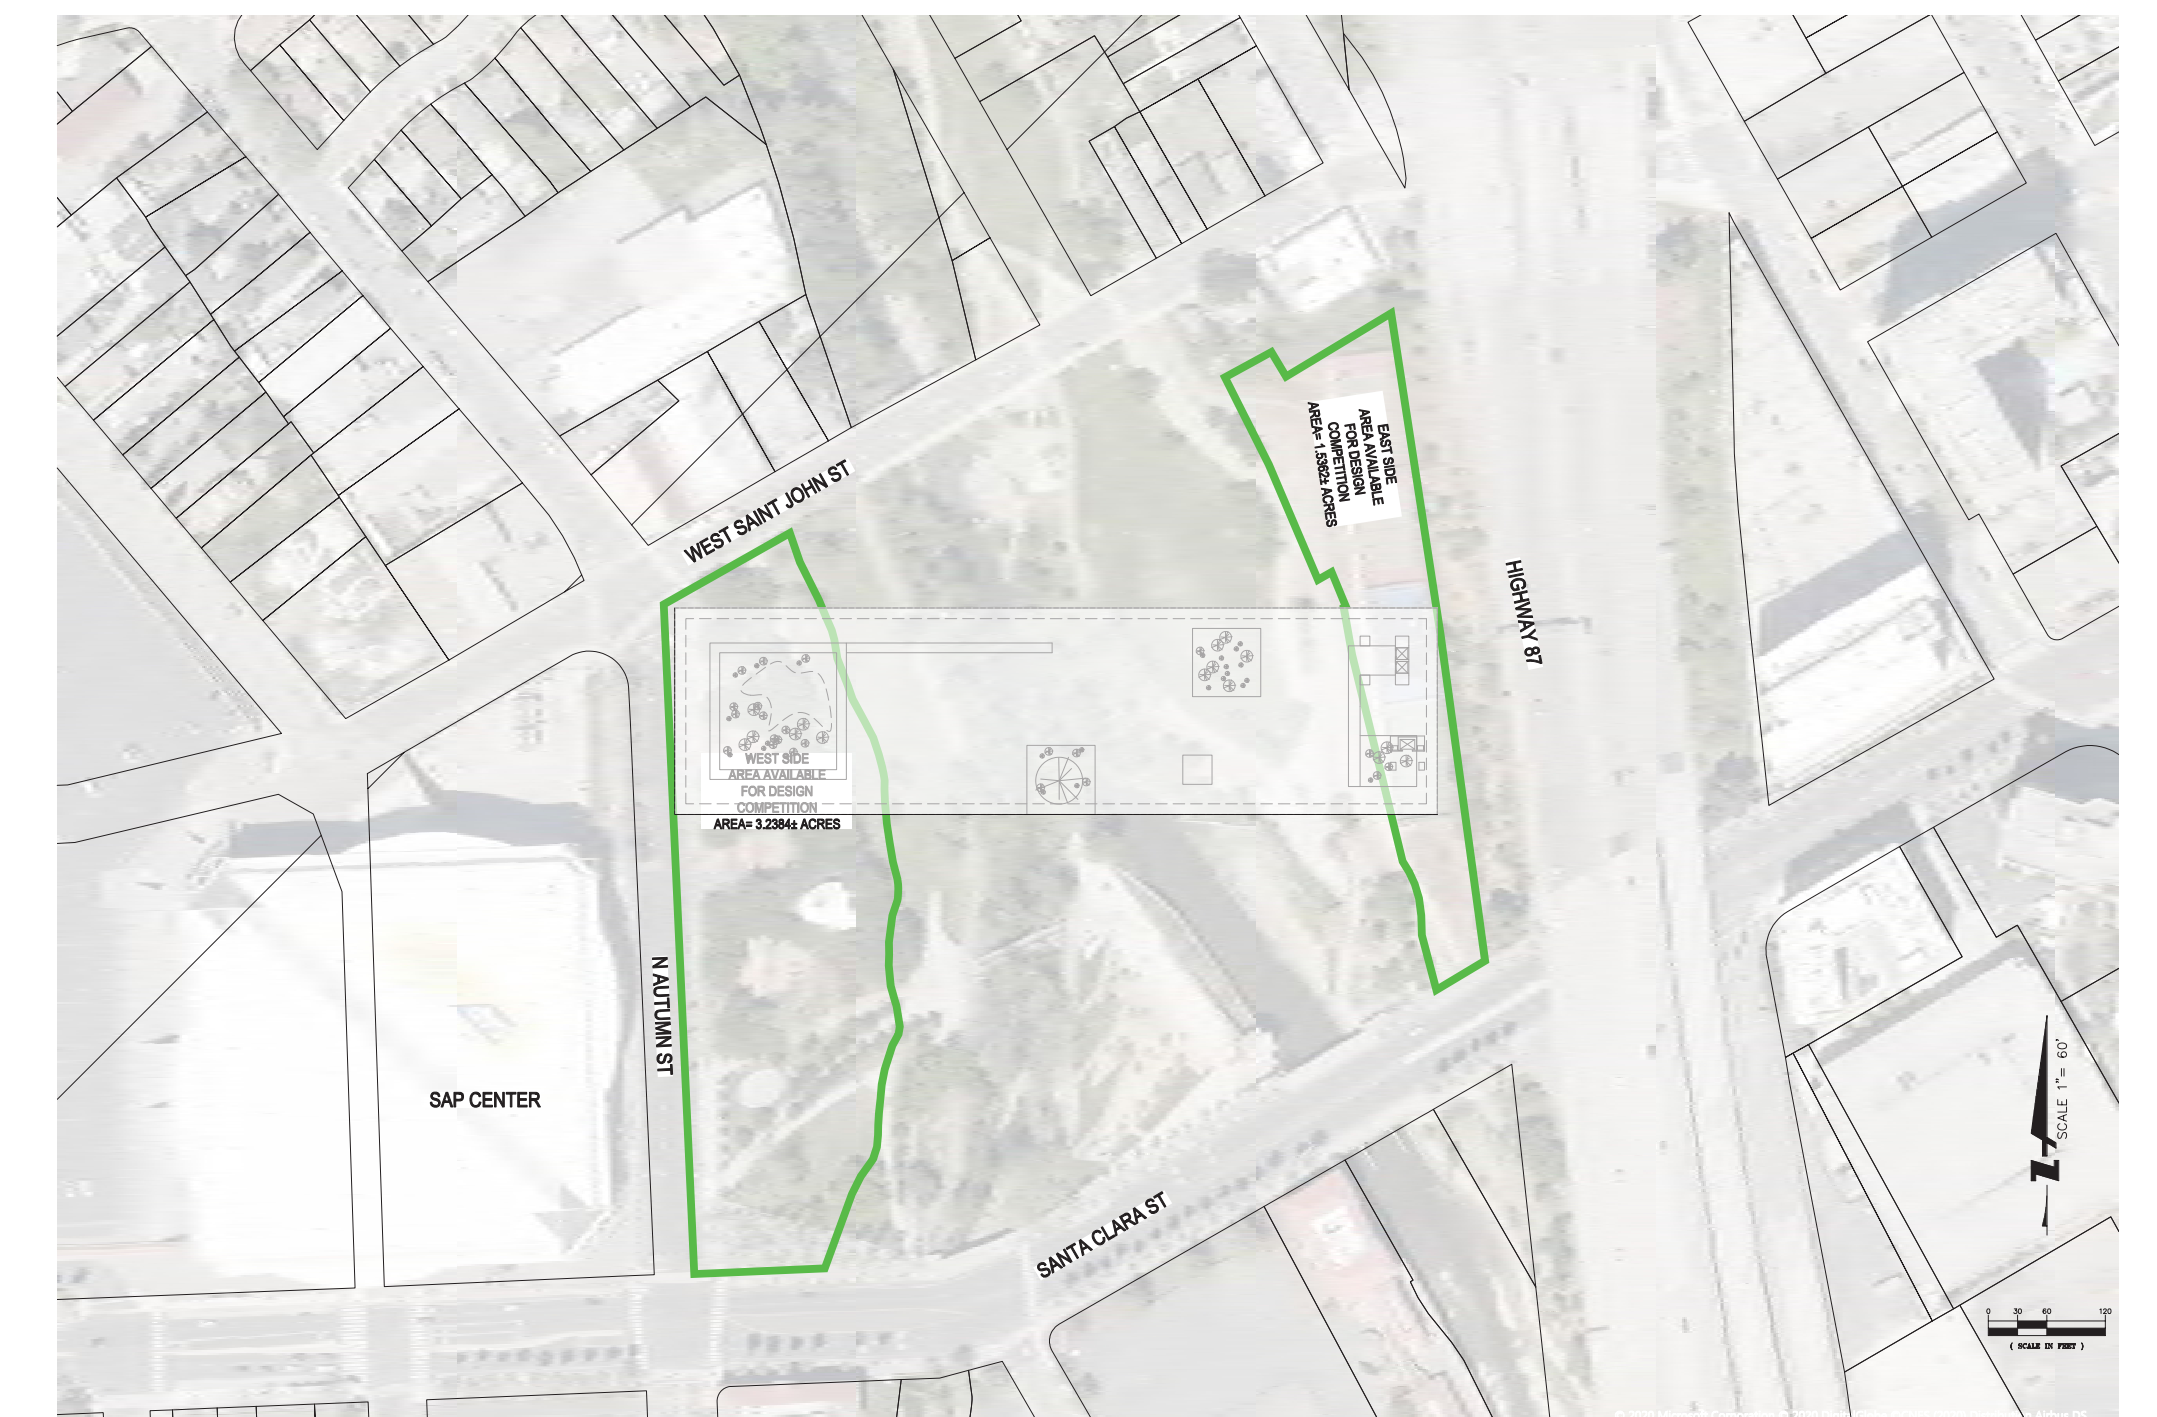 EAST SIDE
AREA AVAILABLE
FOR DESIGN
COMPETITION
AREA= 1.5362± ACRES
WEST SAINT JOHN ST
HIGHWAY 87
WEST SIDE
AREA AVAILABLE
FOR DESIGN
COMPETITION
AREA= 3.2384± ACRES
N AUTUMN ST
SAP CENTER
SANTA CLARA ST
SCALE 1"= 60'
0 30 60 120
( SCALE IN FEET )